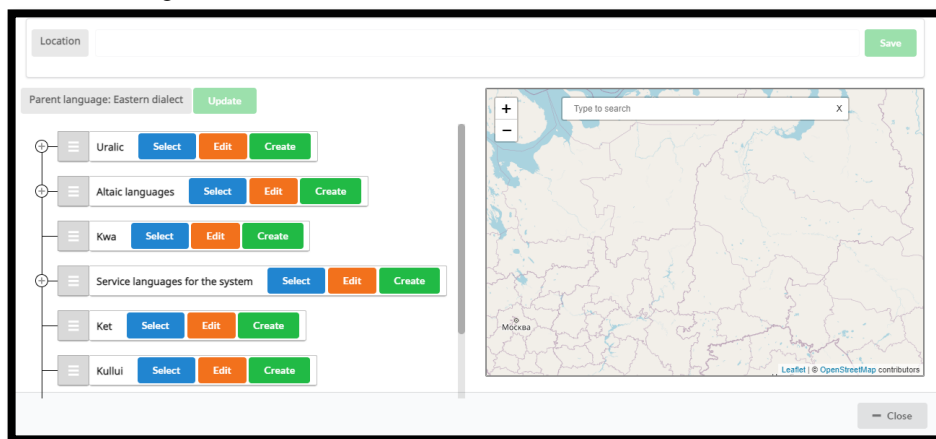 Location
Save
Parent language: Eastern dialect Update
Uralic Select Edit Create
Altaic languages Select Edit Create
Kwa Select Edit Create
Service languages for the system Select Edit Create
Ket Select Edit Create
Kullui Select Edit Create
+
−
Type to search X
Москва
Leaflet | © OpenStreetMap contributors
− Close